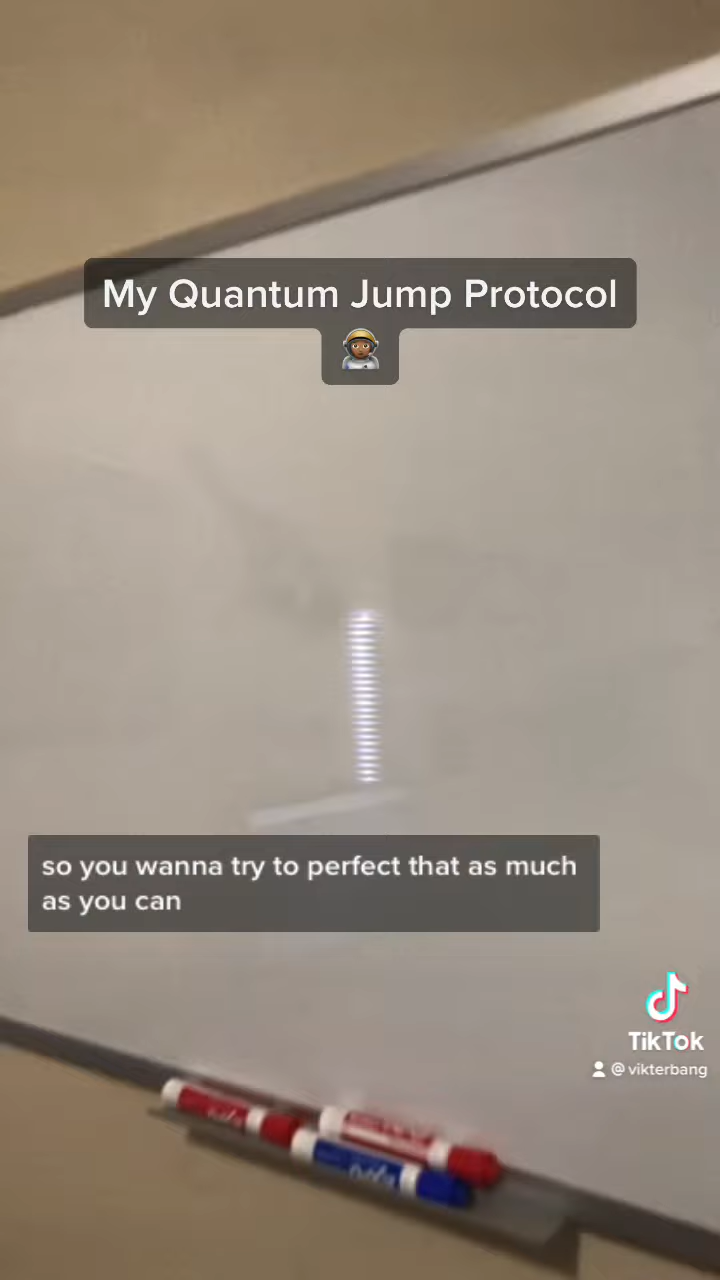 My Quantum Jump Protocol
👩🏾‍🚀
so you wanna try to perfect that as much
as you can
TikTok
@vikterbang